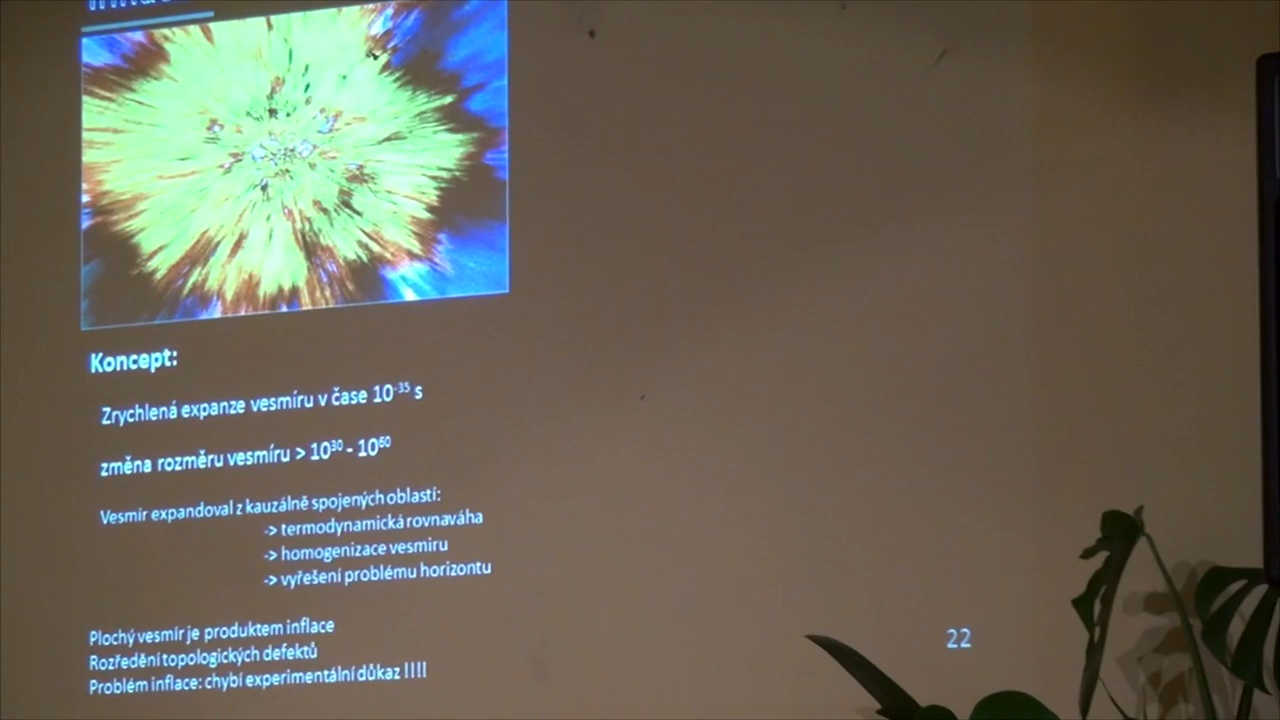 Koncept:
Zrychlená expanze vesmíru v čase 10⁻³⁵ s
změna rozměru vesmíru > 10³⁰ - 10⁶⁰
Vesmír expandoval z kauzálně spojených oblastí:
-> termodynamická rovnaváha
-> homogenizace vesmíru
-> vyřešení problému horizontu
Plochý vesmír je produktem inflace
Rozředění topologických defektů
Problém inflace: chybí experimentální důkaz !!!!
22